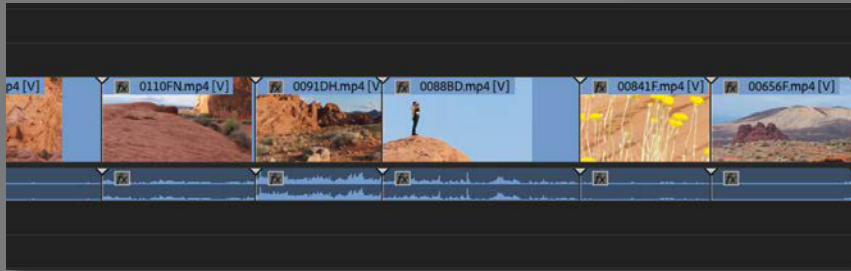 p4 [V]
fx 0110FN.mp4 [V]
fx 0091DH.mp4 [V
fx 0088BD.mp4 [V]
fx 00841F.mp4 [V]
fx 00656F.mp4 [V]
fx fx fx fx fx